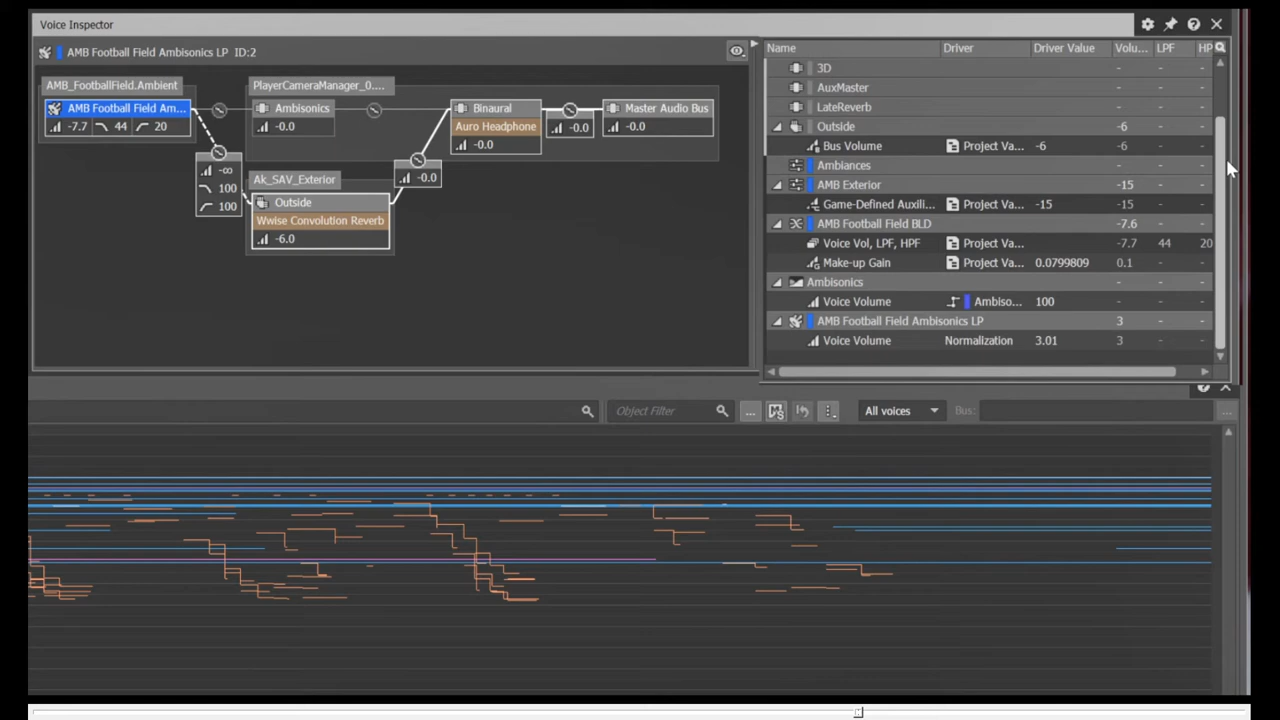 Voice Inspector
AMB Football Field Ambisonics LP ID:2
AMB_FootballField.Ambient
PlayerCameraManager_0....
AMB Football Field Am...
Ambisonics
Binaural
Master Audio Bus
-7.7 44 20
-0.0
Auro Headphone
-0.0
-0.0
-0.0
-∞
100
100
-0.0
Ak_SAV_Exterior
Outside
Wwise Convolution Reverb
-6.0
Name Driver Driver Value Volu... LPF HP
3D
AuxMaster - - -
LateReverb - - -
Outside -6 - -
Bus Volume Project Va... -6 -6 - -
Ambiances - - -
AMB Exterior -15 - -
Game-Defined Auxili... Project Va... -15 -15 - -
AMB Football Field BLD -7.6 - -
Voice Vol, LPF, HPF Project Va... -7.7 44 20
Make-up Gain Project Va... 0.0799809 0.1 - -
Ambisonics - - -
Voice Volume Ambiso... 100 - - -
AMB Football Field Ambisonics LP 3 - -
Voice Volume Normalization 3.01 3 - -
Object Filter
...
All voices
Bus:
...